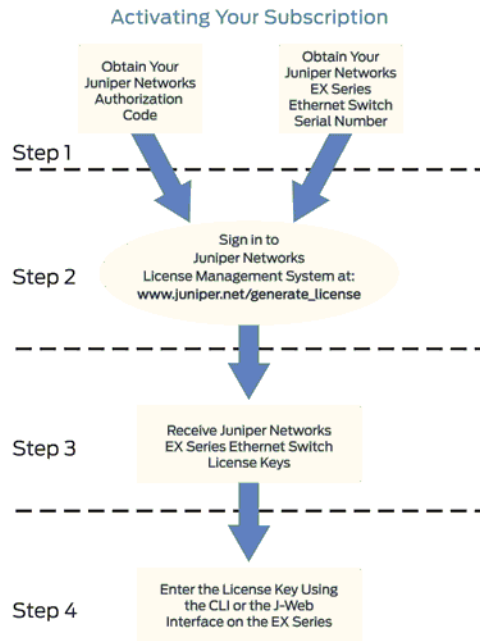 Activating Your Subscription
Obtain Your
Juniper Networks
Authorization
Code
Obtain Your
Juniper Networks
EX Series
Ethernet Switch
Serial Number
Step 1
Sign in to
Juniper Networks
License Management System at:
www.juniper.net/generate_license
Step 2
Receive Juniper Networks
EX Series Ethernet Switch
License Keys
Step 3
Enter the License Key Using
the CLI or the J-Web
Interface on the EX Series
Step 4